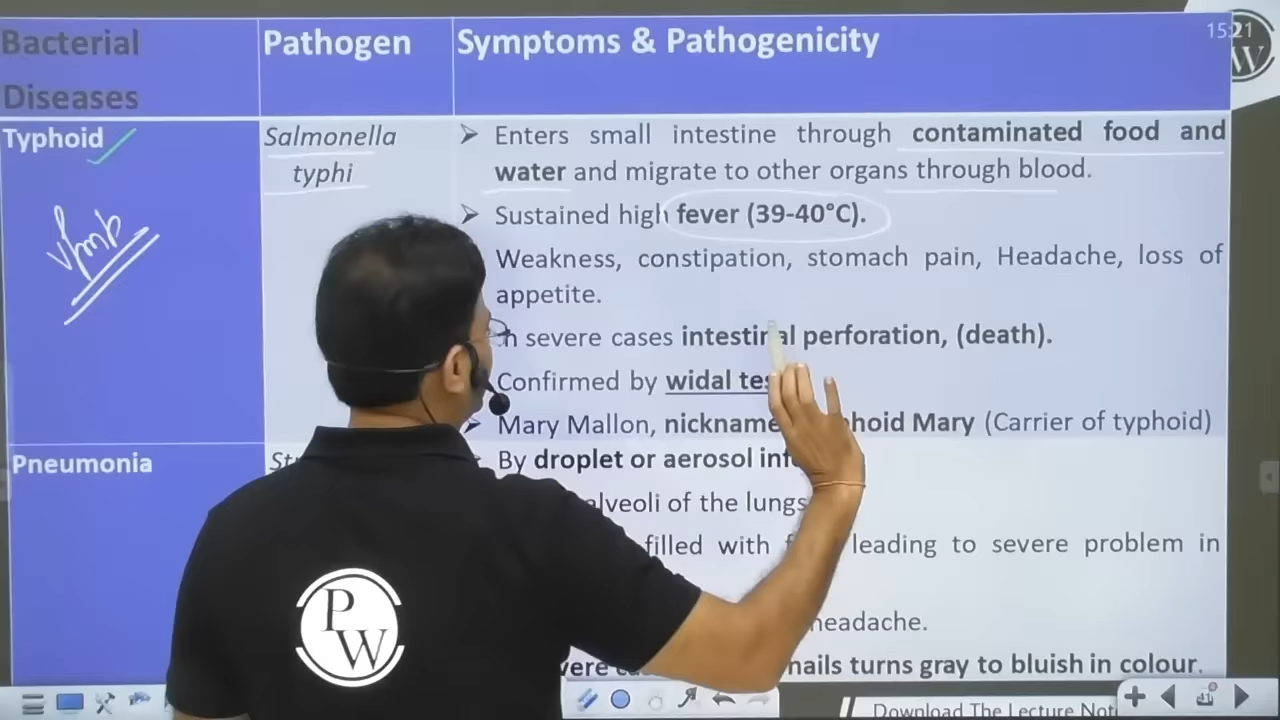 Bacterial
Diseases
Pathogen
Symptoms & Pathogenicity
15:21
Typhoid
Salmonella
typhi
➤ Enters small intestine through contaminated food and
water and migrate to other organs through blood.
➤ Sustained high fever (39-40°C).
Weakness, constipation, stomach pain, Headache, loss of
appetite.
severe cases intestinal perforation, (death).
Confirmed by widal
➤ Mary Mallon, Mary (Carrier of typhoid)
Vimp
Pneumonia
By droplet or aerosol
alveoli of the lungs
filled with leading to severe problem in
headache.
nails turns gray to bluish in colour.
PW
W
Download The Lecture
41